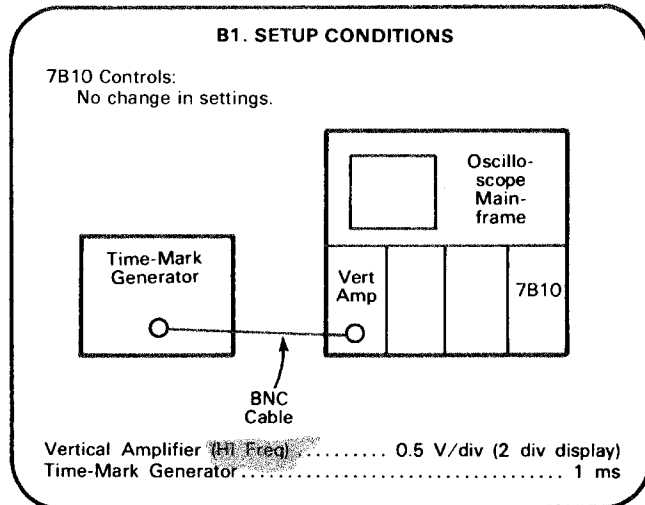 B1. SETUP CONDITIONS
7B10 Controls:
No change in settings.
Oscillo-
scope
Main-
frame
Time-Mark
Generator
Vert
Amp
7B10
BNC
Cable
Vertical Amplifier (Hi Freq) .......... 0.5 V/div (2 div display)
Time-Mark Generator.................................. 1 ms